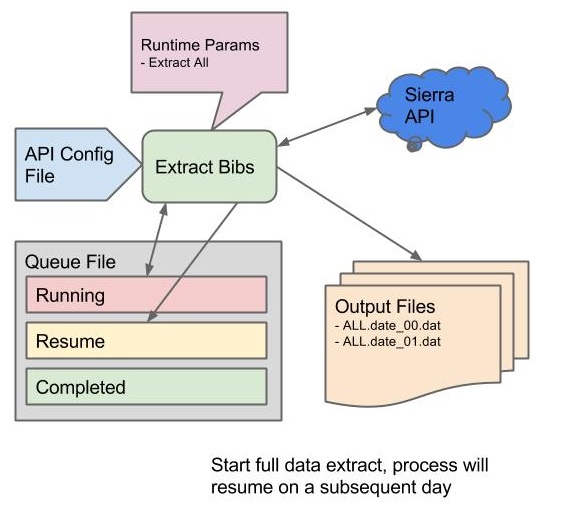 Runtime Params
- Extract All
Sierra
API
API Config
File
Extract Bibs
Queue File
Running
Resume
Completed
Output Files
- ALL.date_00.dat
- ALL.date_01.dat
Start full data extract, process will
resume on a subsequent day